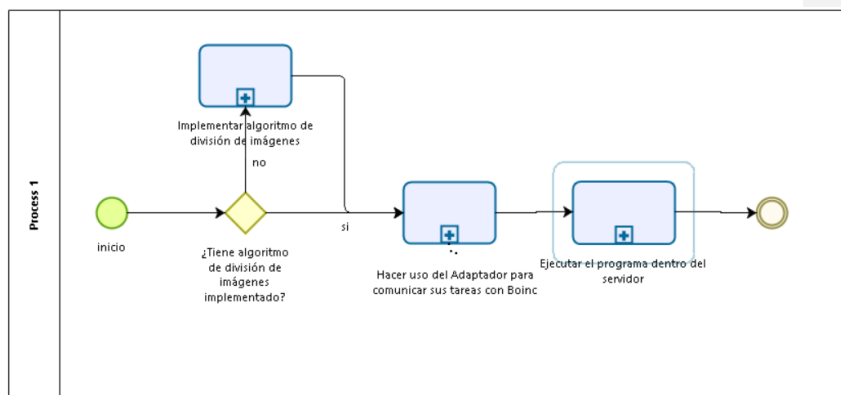 Process 1
Implementar algoritmo de
división de imágenes
no
inicio
si
¿Tiene algoritmo
de división de
imágenes
implementado?
Hacer uso del Adaptador para
comunicar sus tareas con Boinc
Ejecutar el programa dentro del
servidor